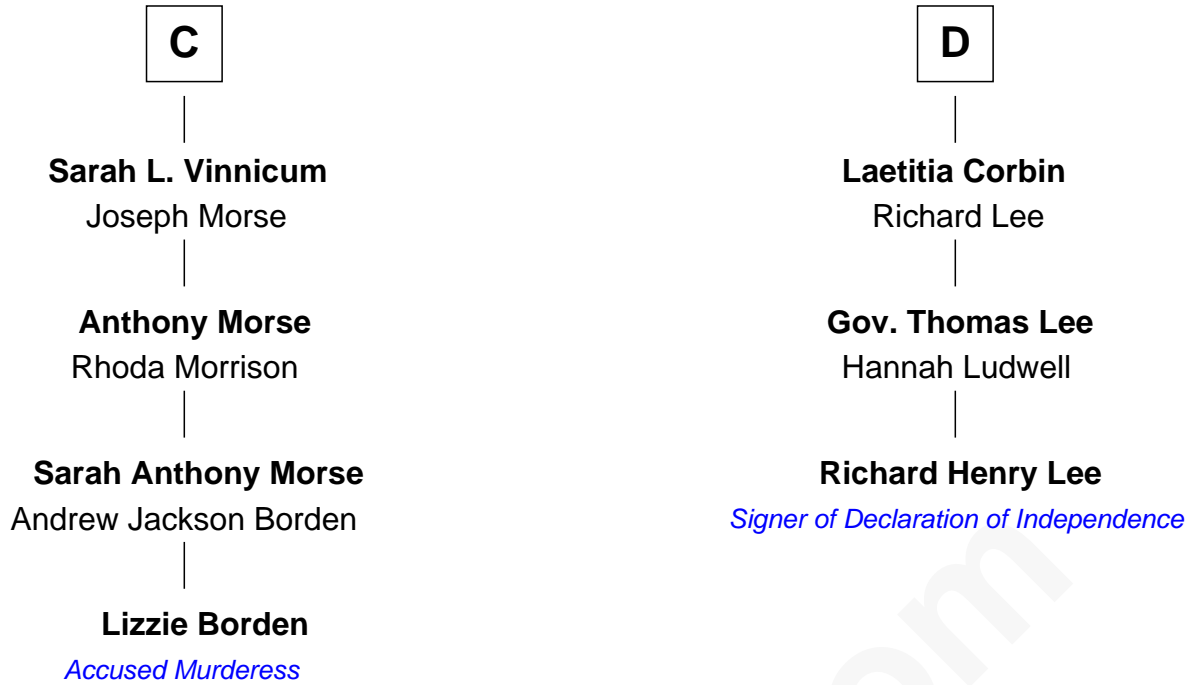 C
Sarah L. Vinnicum
Joseph Morse
Anthony Morse
Rhoda Morrison
Sarah Anthony Morse
Andrew Jackson Borden
Lizzie Borden
Accused Murderess
D
Laetitia Corbin
Richard Lee
Gov. Thomas Lee
Hannah Ludwell
Richard Henry Lee
Signer of Declaration of Independence
om